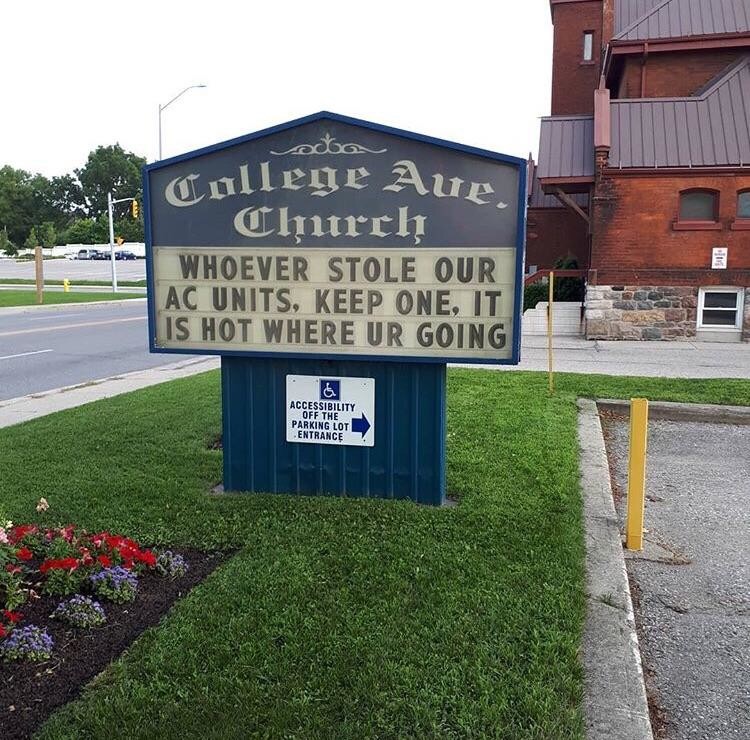 College Ave.
Church
WHOEVER STOLE OUR
AC UNITS, KEEP ONE, IT
IS HOT WHERE UR GOING
ACCESSIBILITY
OFF THE
PARKING LOT
ENTRANCE